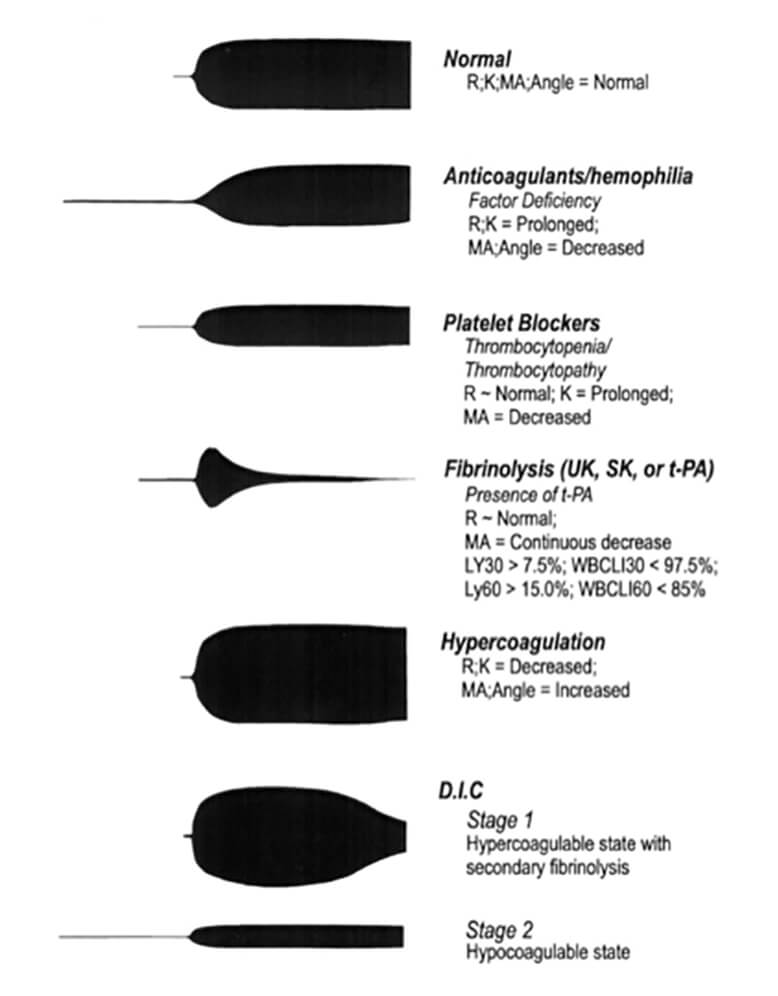 Normal
R;K;MA;Angle = Normal
Anticoagulants/hemophilia
Factor Deficiency
R;K = Prolonged;
MA;Angle = Decreased
Platelet Blockers
Thrombocytopenia/
Thrombocytopathy
R ~ Normal; K = Prolonged;
MA = Decreased
Fibrinolysis (UK, SK, or t-PA)
Presence of t-PA
R ~ Normal;
MA = Continuous decrease
LY30 > 7.5%; WBCLI30 < 97.5%;
Ly60 > 15.0%; WBCLI60 < 85%
Hypercoagulation
R;K = Decreased;
MA;Angle = Increased
D.I.C
Stage 1
Hypercoagulable state with
secondary fibrinolysis
Stage 2
Hypocoagulable state